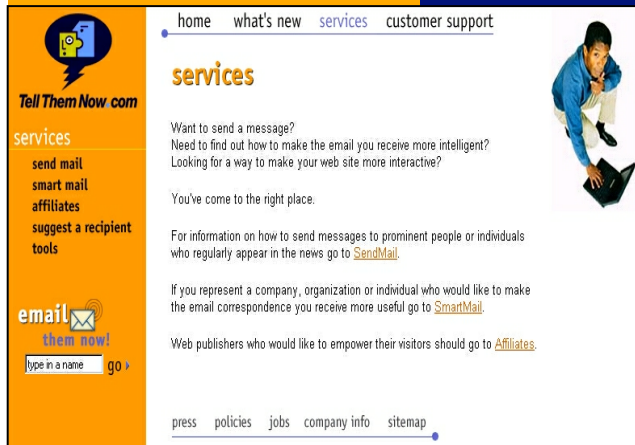 home what's new services customer support
Tell Them Now.com
services
send mail
smart mail
affiliates
suggest a recipient
tools
email
them now!
type in a name go
services
Want to send a message?
Need to find out how to make the email you receive more intelligent?
Looking for a way to make your web site more interactive?
You've come to the right place.
For information on how to send messages to prominent people or individuals
who regularly appear in the news go to SendMail.
If you represent a company, organization or individual who would like to make
the email correspondence you receive more useful go to SmartMail.
Web publishers who would like to empower their visitors should go to Affiliates.
press policies jobs company info sitemap